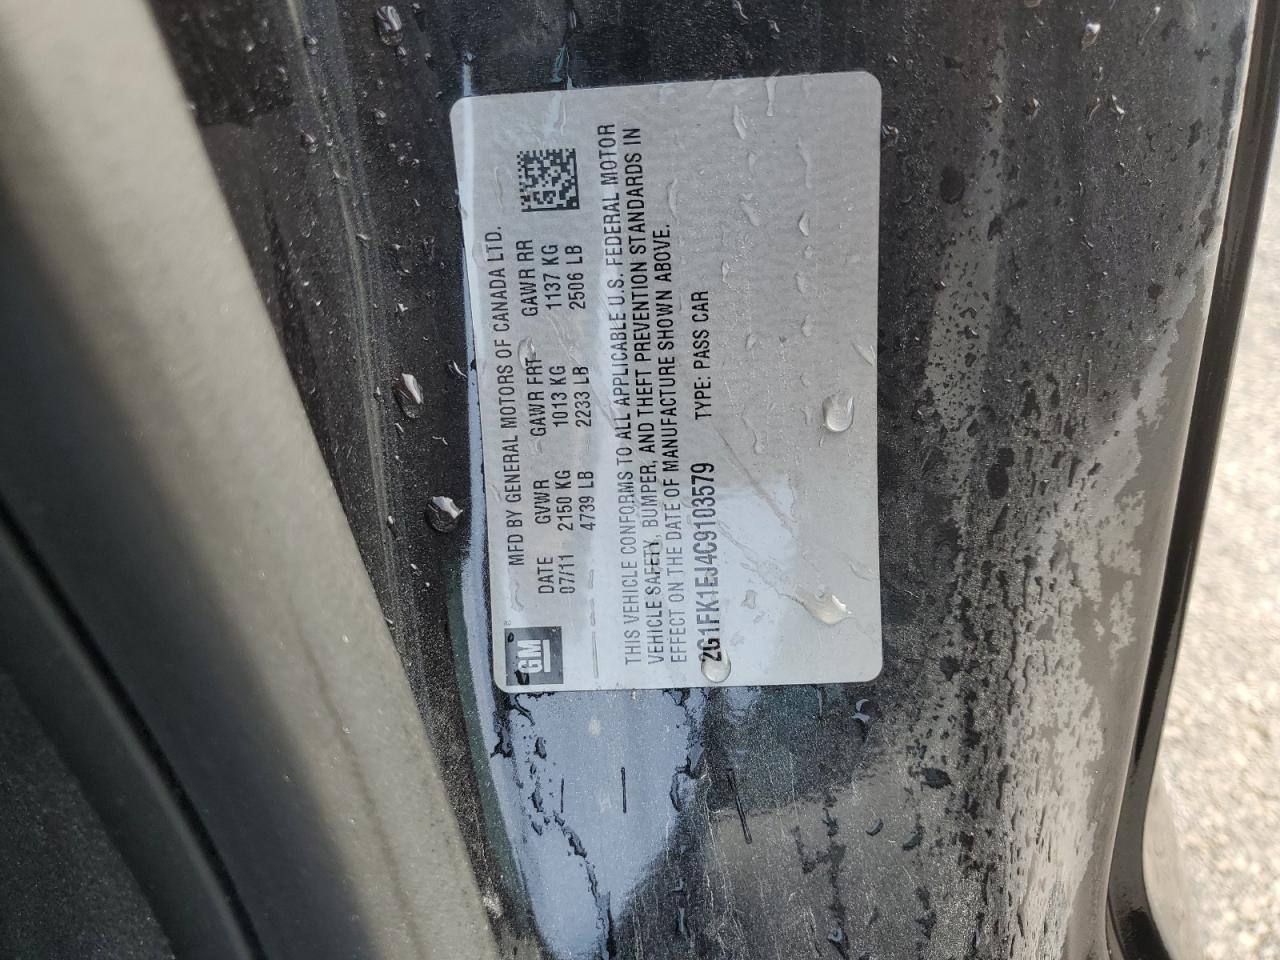 GM
MFD BY GENERAL MOTORS OF CANADA LTD.
DATE GVWR GAWR FRT GAWR RR
07/11 2150 KG 1013 KG 1137 KG
4739 LB 2233 LB 2506 LB
THIS VEHICLE CONFORMS TO ALL APPLICABLE U.S. FEDERAL MOTOR
VEHICLE SAFETY, BUMPER, AND THEFT PREVENTION STANDARDS IN
EFFECT ON THE DATE OF MANUFACTURE SHOWN ABOVE.
2G1FK1EJ4C9103579 TYPE: PASS CAR